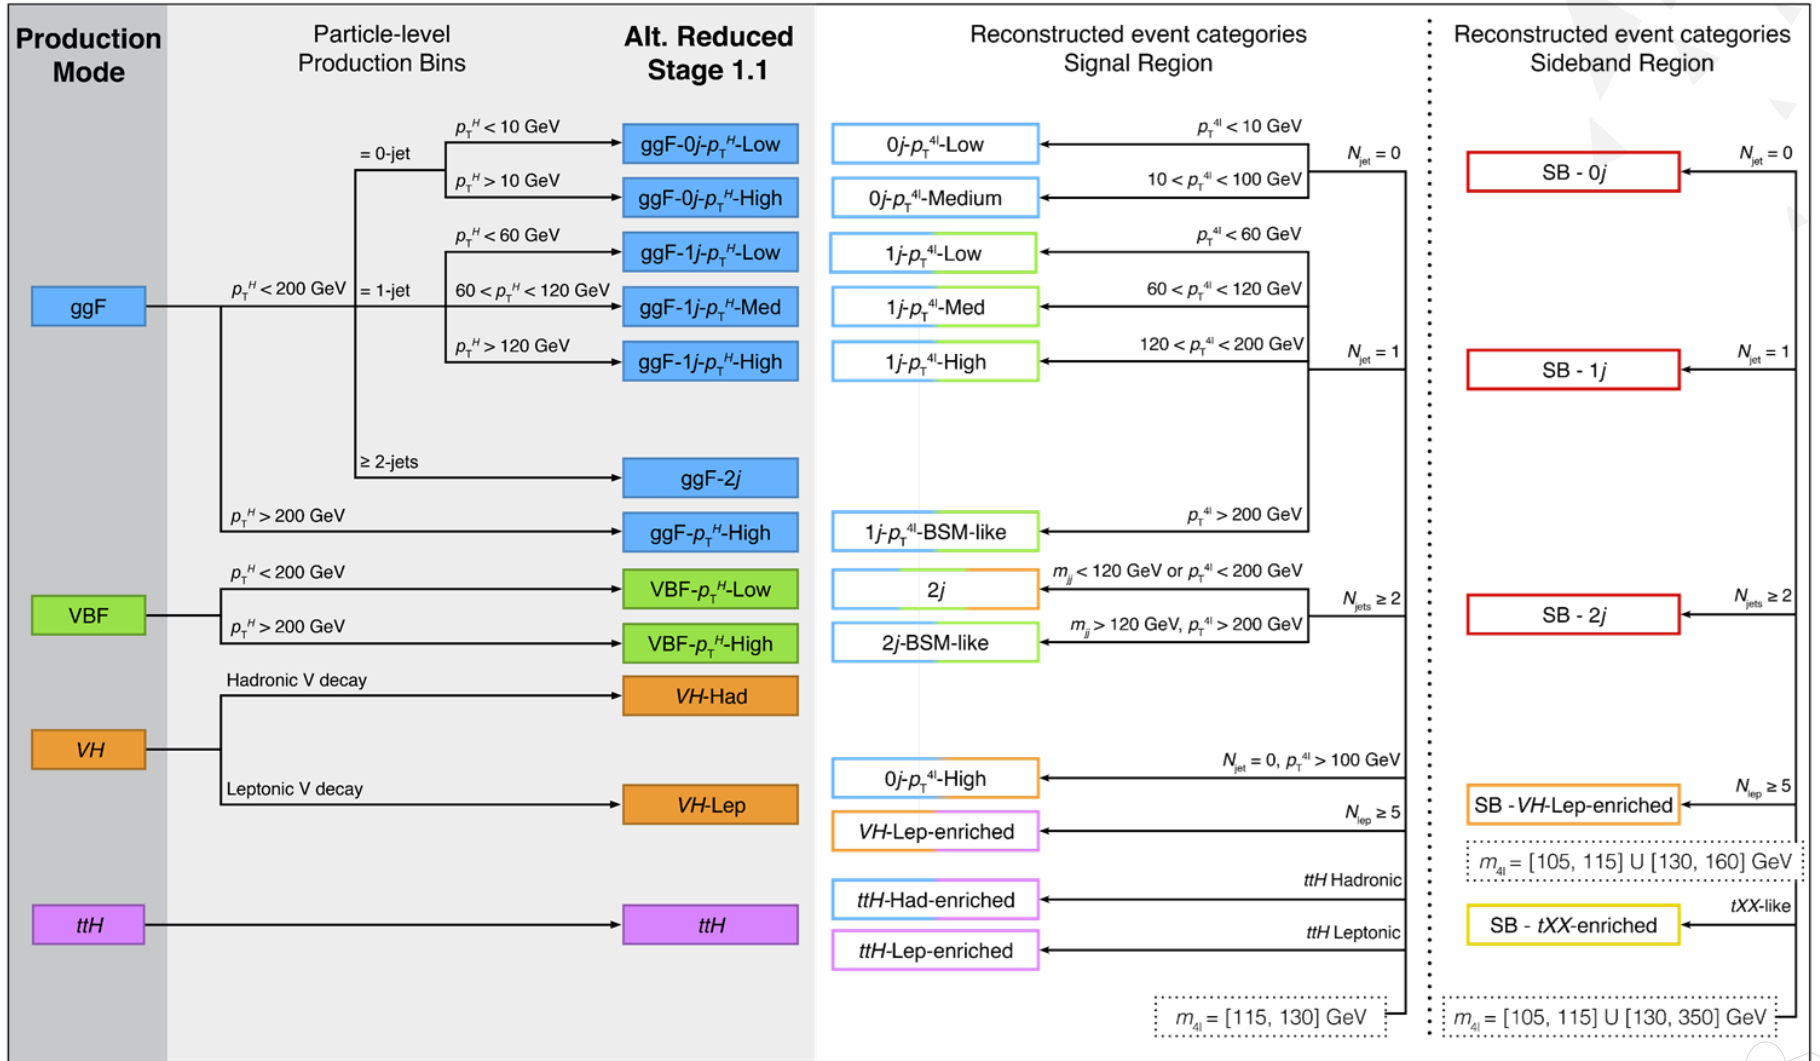 Production
Mode
Particle-level
Production Bins
Alt. Reduced
Stage 1.1
Reconstructed event categories
Signal Region
Reconstructed event categories
Sideband Region
ggF
VBF
VH
ttH
p_T^H < 200 GeV
p_T^H > 200 GeV
= 0-jet
= 1-jet
≥ 2-jets
p_T^H < 10 GeV
p_T^H > 10 GeV
p_T^H < 60 GeV
60 < p_T^H < 120 GeV
p_T^H > 120 GeV
p_T^H < 200 GeV
p_T^H > 200 GeV
Hadronic V decay
Leptonic V decay
ggF-0j-p_T^H-Low
ggF-0j-p_T^H-High
ggF-1j-p_T^H-Low
ggF-1j-p_T^H-Med
ggF-1j-p_T^H-High
ggF-2j
ggF-p_T^H-High
VBF-p_T^H-Low
VBF-p_T^H-High
VH-Had
VH-Lep
ttH
0j-p_T^4l-Low
0j-p_T^4l-Medium
1j-p_T^4l-Low
1j-p_T^4l-Med
1j-p_T^4l-High
1j-p_T^4l-BSM-like
2j
2j-BSM-like
0j-p_T^4l-High
VH-Lep-enriched
ttH-Had-enriched
ttH-Lep-enriched
p_T^4l < 10 GeV
10 < p_T^4l < 100 GeV
p_T^4l < 60 GeV
60 < p_T^4l < 120 GeV
120 < p_T^4l < 200 GeV
p_T^4l > 200 GeV
m_jj < 120 GeV or p_T^4l < 200 GeV
m_jj > 120 GeV, p_T^4l > 200 GeV
N_jet = 0
N_jet = 1
N_jets ≥ 2
N_jet = 0, p_T^4l > 100 GeV
N_lep ≥ 5
ttH Hadronic
ttH Leptonic
m_4l = [115, 130] GeV
SB - 0j
N_jet = 0
SB - 1j
N_jet = 1
SB - 2j
N_jets ≥ 2
SB -VH-Lep-enriched
N_lep ≥ 5
m_4l = [105, 115] U [130, 160] GeV
SB - tXX-enriched
tXX-like
m_4l = [105, 115] U [130, 350] GeV